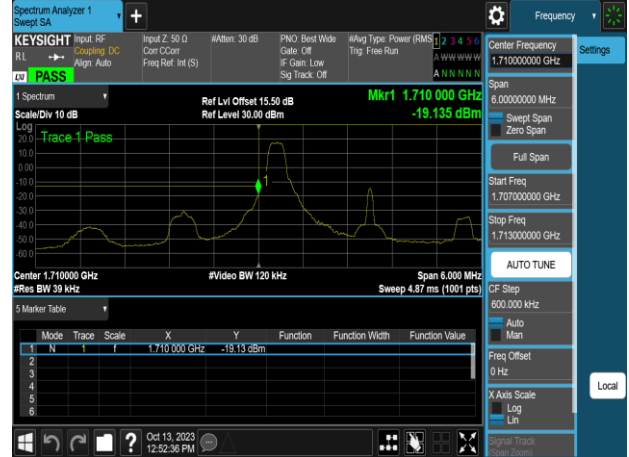 Spectrum Analyzer 1
Swept SA
+
Frequency
KEYSIGHT
RL
LXI PASS
Input: RF
Coupling: DC
Align: Auto
Input Z: 50 Ω
Corr CCorr
Freq Ref: Int (S)
#Atten: 30 dB
PNO: Best Wide
Gate: Off
IF Gain: Low
Sig Track: Off
#Avg Type: Power (RMS
Trig: Free Run
1 2 3 4 5 6
A W W W W W
A N N N N N
1 Spectrum
Scale/Div 10 dB
Ref Lvl Offset 15.50 dB
Ref Level 30.00 dBm
Mkr1 1.710 000 GHz
-19.135 dBm
Log
Trace 1 Pass
20.0
10.0
0.00
-10.0
-20.0
-30.0
-40.0
-50.0
-60.0
1
Center 1.710000 GHz
#Res BW 39 kHz
#Video BW 120 kHz
Span 6.000 MHz
Sweep 4.87 ms (1001 pts)
5 Marker Table
Mode Trace Scale X Y Function Function Width Function Value
1 N 1 f 1.710 000 GHz -19.13 dBm
2
3
4
5
6
Oct 13, 2023
12:52:36 PM
Center Frequency
1.710000000 GHz
Settings
Span
6.00000000 MHz
Swept Span
Zero Span
Full Span
Start Freq
1.707000000 GHz
Stop Freq
1.713000000 GHz
AUTO TUNE
CF Step
600.000 kHz
Auto
Man
Freq Offset
0 Hz
X Axis Scale
Log
Lin
Local
Signal Track
(Span Zoom)